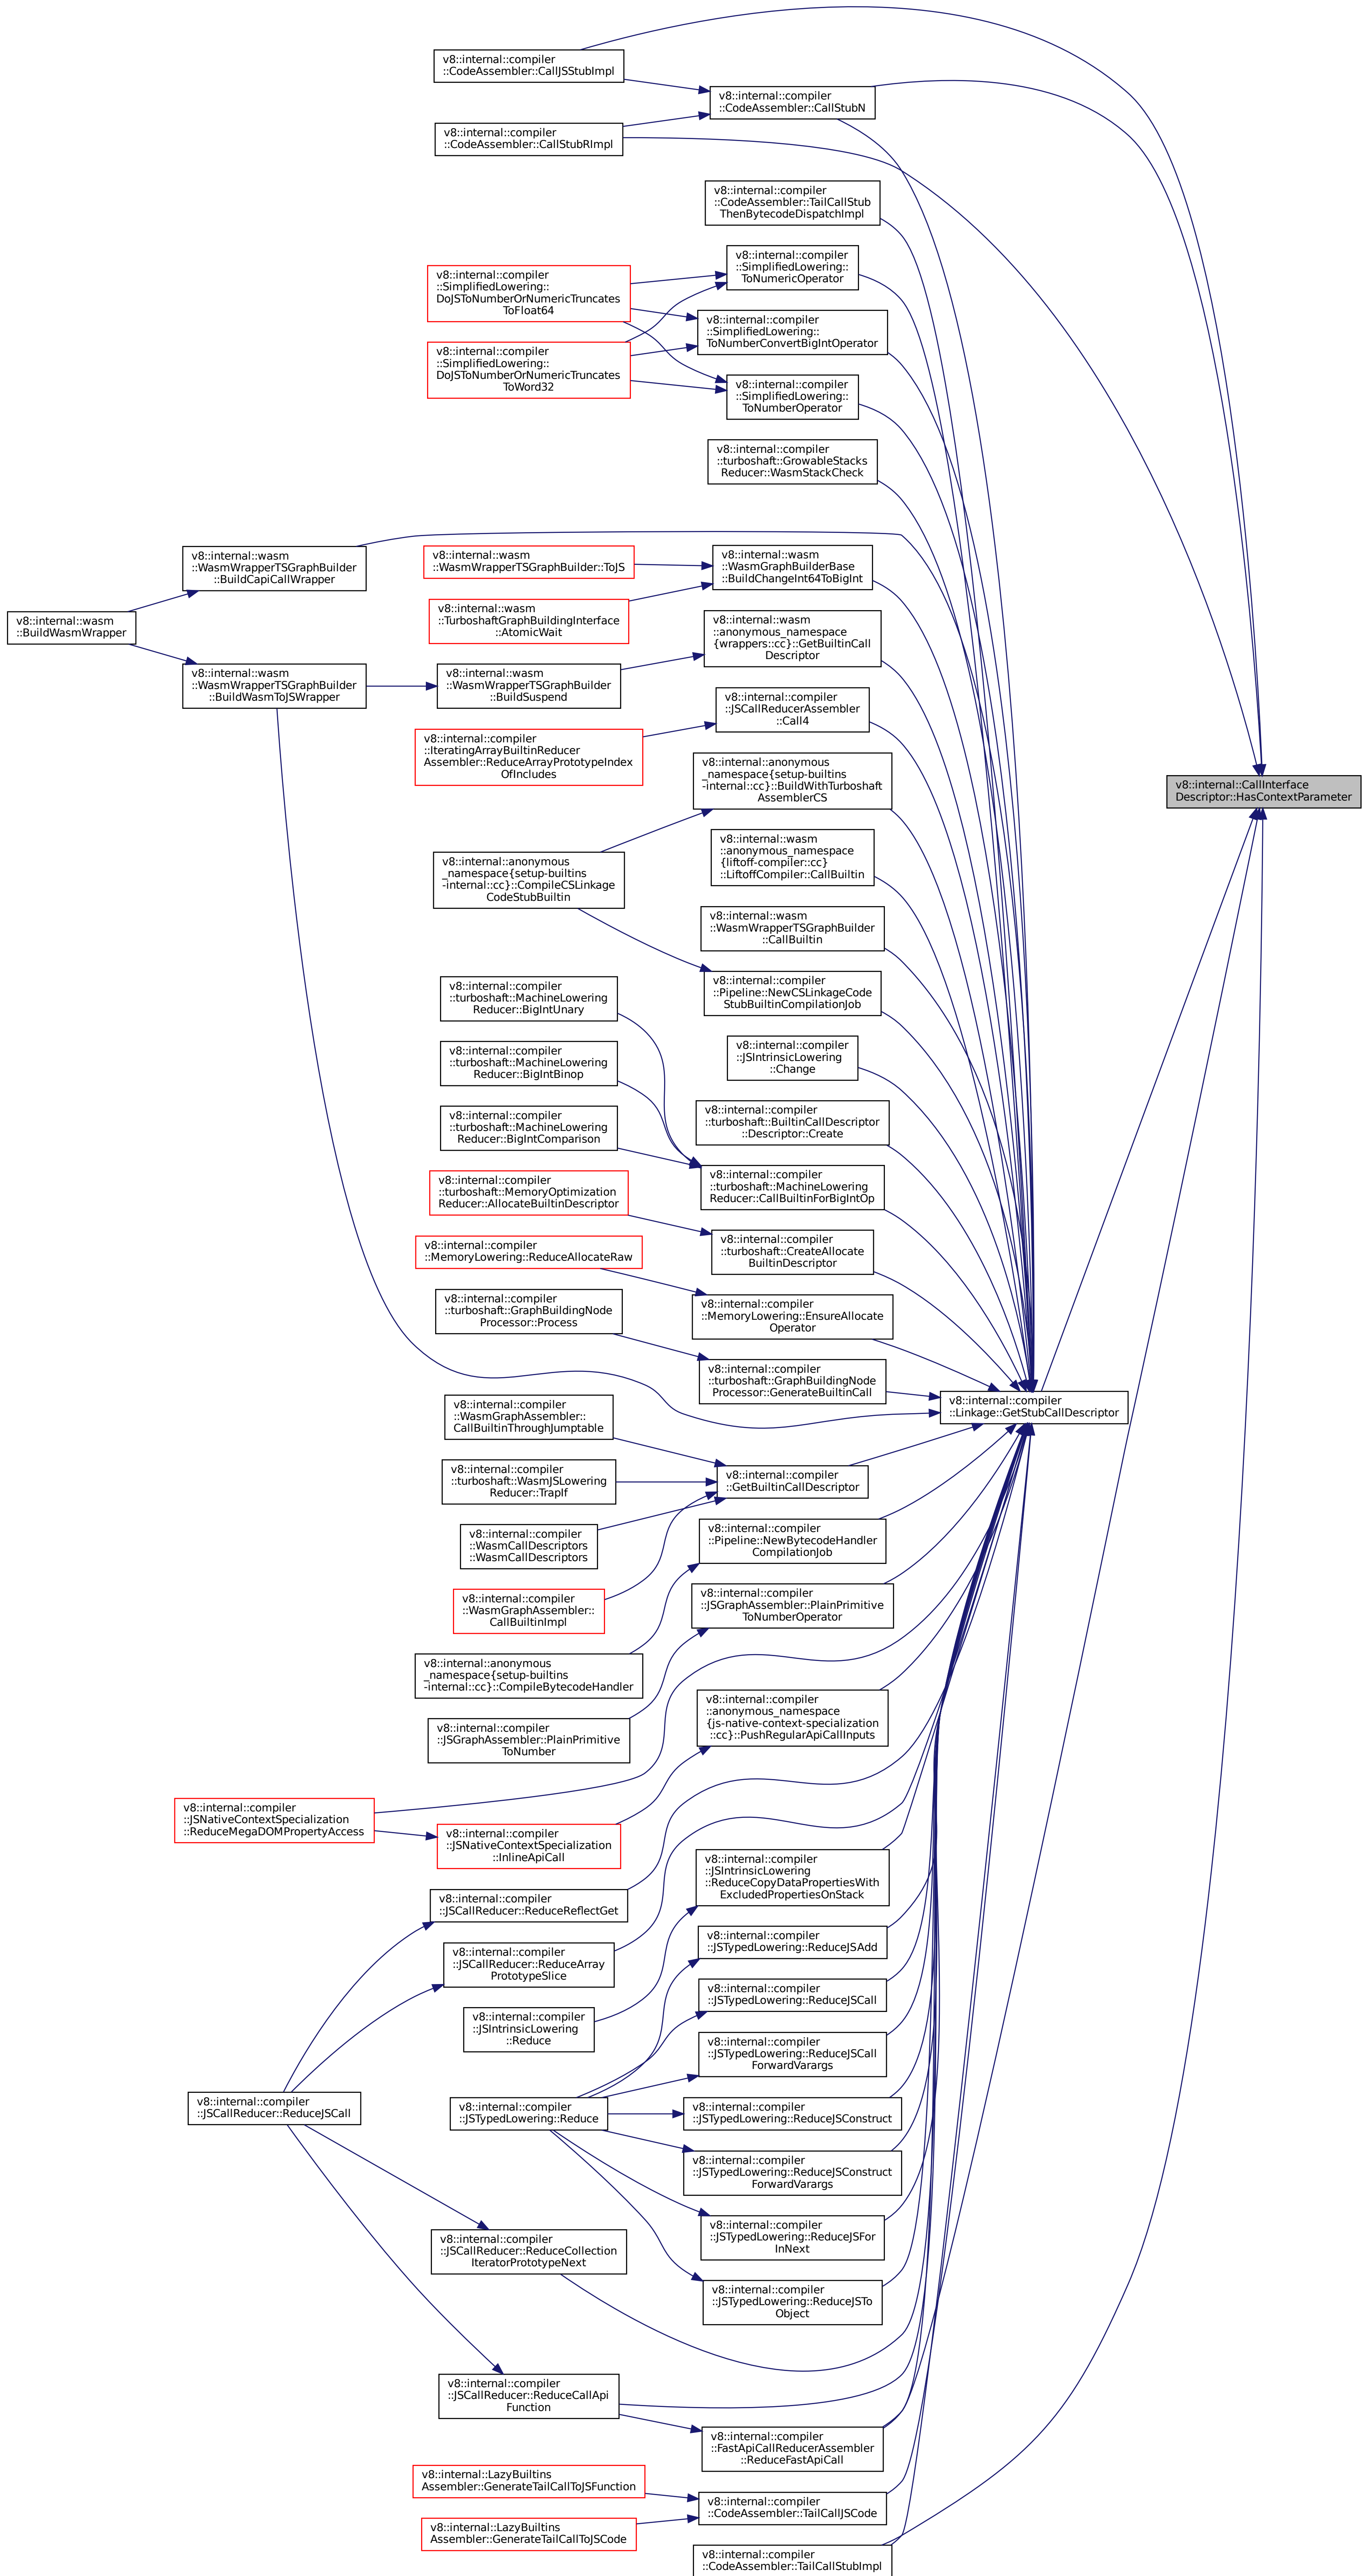 v8::internal::compiler
::CodeAssembler::CallJSStubImpl
v8::internal::compiler
::CodeAssembler::CallStubN
v8::internal::compiler
::CodeAssembler::CallStubRImpl
v8::internal::compiler
::CodeAssembler::TailCallStub
ThenBytecodeDispatchImpl
v8::internal::compiler
::SimplifiedLowering::
ToNumericOperator
v8::internal::compiler
::SimplifiedLowering::
DoJSToNumberOrNumericTruncates
ToFloat64
v8::internal::compiler
::SimplifiedLowering::
ToNumberConvertBigIntOperator
v8::internal::compiler
::SimplifiedLowering::
DoJSToNumberOrNumericTruncates
ToWord32
v8::internal::compiler
::SimplifiedLowering::
ToNumberOperator
v8::internal::compiler
::turboshaft::GrowableStacks
Reducer::WasmStackCheck
v8::internal::wasm
::WasmWrapperTSGraphBuilder
::BuildCapiCallWrapper
v8::internal::wasm
::WasmWrapperTSGraphBuilder::ToJS
v8::internal::wasm
::WasmGraphBuilderBase
::BuildChangeInt64ToBigInt
v8::internal::wasm
::BuildWasmWrapper
v8::internal::wasm
::TurboshaftGraphBuildingInterface
::AtomicWait
v8::internal::wasm
::anonymous_namespace
{wrappers::cc}::GetBuiltinCall
Descriptor
v8::internal::wasm
::WasmWrapperTSGraphBuilder
::BuildWasmToJSWrapper
v8::internal::wasm
::WasmWrapperTSGraphBuilder
::BuildSuspend
v8::internal::compiler
::JSCallReducerAssembler
::Call4
v8::internal::compiler
::IteratingArrayBuiltinReducer
Assembler::ReduceArrayPrototypeIndex
OfIncludes
v8::internal::anonymous
_namespace{setup-builtins
-internal::cc}::BuildWithTurboshaft
AssemblerCS
v8::internal::CallInterface
Descriptor::HasContextParameter
v8::internal::wasm
::anonymous_namespace
{liftoff-compiler::cc}
::LiftoffCompiler::CallBuiltin
v8::internal::anonymous
_namespace{setup-builtins
-internal::cc}::CompileCSLinkage
CodeStubBuiltin
v8::internal::wasm
::WasmWrapperTSGraphBuilder
::CallBuiltin
v8::internal::compiler
::Pipeline::NewCSLinkageCode
StubBuiltinCompilationJob
v8::internal::compiler
::turboshaft::MachineLowering
Reducer::BigIntUnary
v8::internal::compiler
::JSIntrinsicLowering
::Change
v8::internal::compiler
::turboshaft::MachineLowering
Reducer::BigIntBinop
v8::internal::compiler
::turboshaft::BuiltinCallDescriptor
::Descriptor::Create
v8::internal::compiler
::turboshaft::MachineLowering
Reducer::BigIntComparison
v8::internal::compiler
::turboshaft::MachineLowering
Reducer::CallBuiltinForBigIntOp
v8::internal::compiler
::turboshaft::MemoryOptimization
Reducer::AllocateBuiltinDescriptor
v8::internal::compiler
::turboshaft::CreateAllocate
BuiltinDescriptor
v8::internal::compiler
::MemoryLowering::ReduceAllocateRaw
v8::internal::compiler
::MemoryLowering::EnsureAllocate
Operator
v8::internal::compiler
::turboshaft::GraphBuildingNode
Processor::Process
v8::internal::compiler
::turboshaft::GraphBuildingNode
Processor::GenerateBuiltinCall
v8::internal::compiler
::Linkage::GetStubCallDescriptor
v8::internal::compiler
::WasmGraphAssembler::
CallBuiltinThroughJumptable
v8::internal::compiler
::turboshaft::WasmJSLowering
Reducer::TrapIf
v8::internal::compiler
::GetBuiltinCallDescriptor
v8::internal::compiler
::WasmCallDescriptors
::WasmCallDescriptors
v8::internal::compiler
::Pipeline::NewBytecodeHandler
CompilationJob
v8::internal::compiler
::WasmGraphAssembler::
CallBuiltinImpl
v8::internal::compiler
::JSGraphAssembler::PlainPrimitive
ToNumberOperator
v8::internal::anonymous
_namespace{setup-builtins
-internal::cc}::CompileBytecodeHandler
v8::internal::compiler
::JSGraphAssembler::PlainPrimitive
ToNumber
v8::internal::compiler
::anonymous_namespace
{js-native-context-specialization
::cc}::PushRegularApiCallInputs
v8::internal::compiler
::JSNativeContextSpecialization
::ReduceMegaDOMPropertyAccess
v8::internal::compiler
::JSNativeContextSpecialization
::InlineApiCall
v8::internal::compiler
::JSIntrinsicLowering
::ReduceCopyDataPropertiesWith
ExcludedPropertiesOnStack
v8::internal::compiler
::JSCallReducer::ReduceReflectGet
v8::internal::compiler
::JSTypedLowering::ReduceJSAdd
v8::internal::compiler
::JSCallReducer::ReduceArray
PrototypeSlice
v8::internal::compiler
::JSTypedLowering::ReduceJSCall
v8::internal::compiler
::JSIntrinsicLowering
::Reduce
v8::internal::compiler
::JSTypedLowering::ReduceJSCall
ForwardVarargs
v8::internal::compiler
::JSCallReducer::ReduceJSCall
v8::internal::compiler
::JSTypedLowering::Reduce
v8::internal::compiler
::JSTypedLowering::ReduceJSConstruct
v8::internal::compiler
::JSTypedLowering::ReduceJSConstruct
ForwardVarargs
v8::internal::compiler
::JSTypedLowering::ReduceJSFor
InNext
v8::internal::compiler
::JSCallReducer::ReduceCollection
IteratorPrototypeNext
v8::internal::compiler
::JSTypedLowering::ReduceJSTo
Object
v8::internal::compiler
::JSCallReducer::ReduceCallApi
Function
v8::internal::compiler
::FastApiCallReducerAssembler
::ReduceFastApiCall
v8::internal::LazyBuiltins
Assembler::GenerateTailCallToJSFunction
v8::internal::compiler
::CodeAssembler::TailCallJSCode
v8::internal::LazyBuiltins
Assembler::GenerateTailCallToJSCode
v8::internal::compiler
::CodeAssembler::TailCallStubImpl